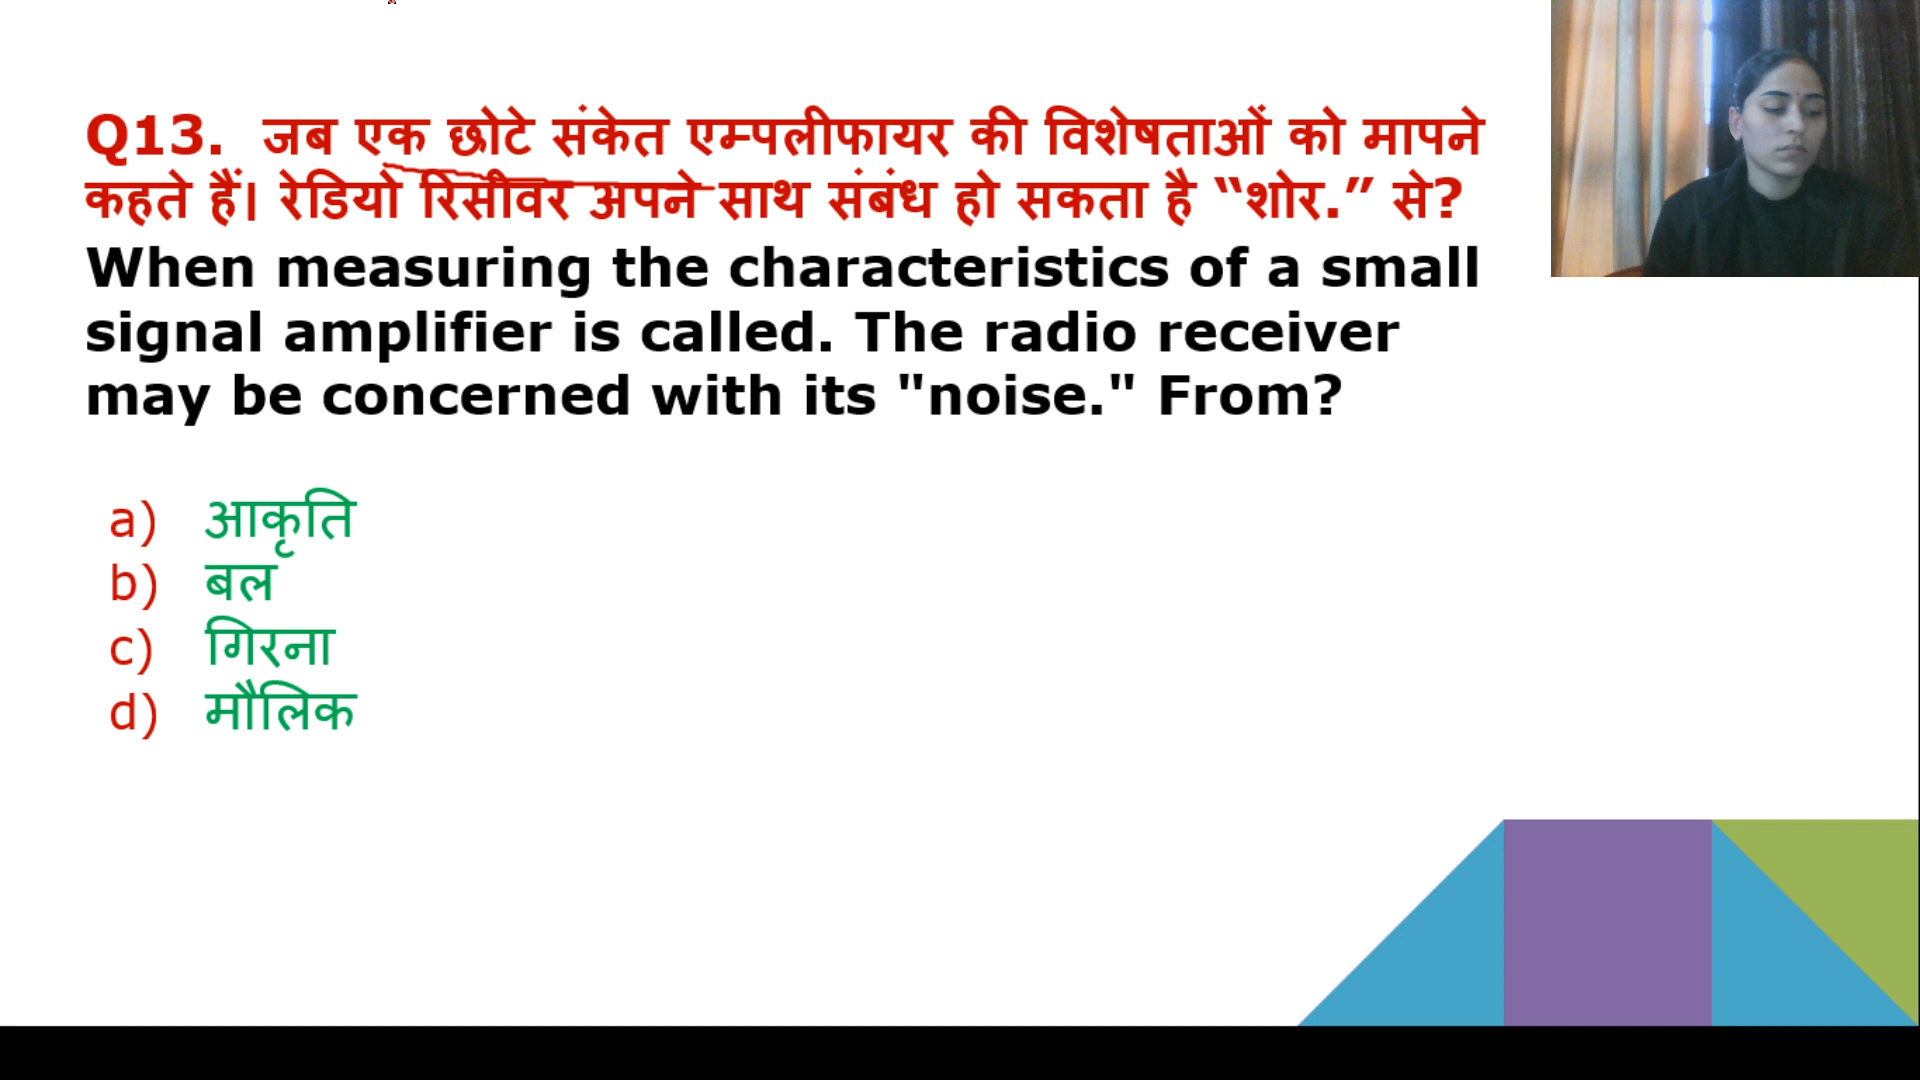 Q13. जब एक छोटे संकेत एम्पलीफायर की विशेषताओं को मापने
कहते हैं। रेडियो रिसीवर अपने साथ संबंध हो सकता है “शोर.” से?
When measuring the characteristics of a small
signal amplifier is called. The radio receiver
may be concerned with its "noise." From?
a) आकृति
b) बल
c) गिरना
d) मौलिक